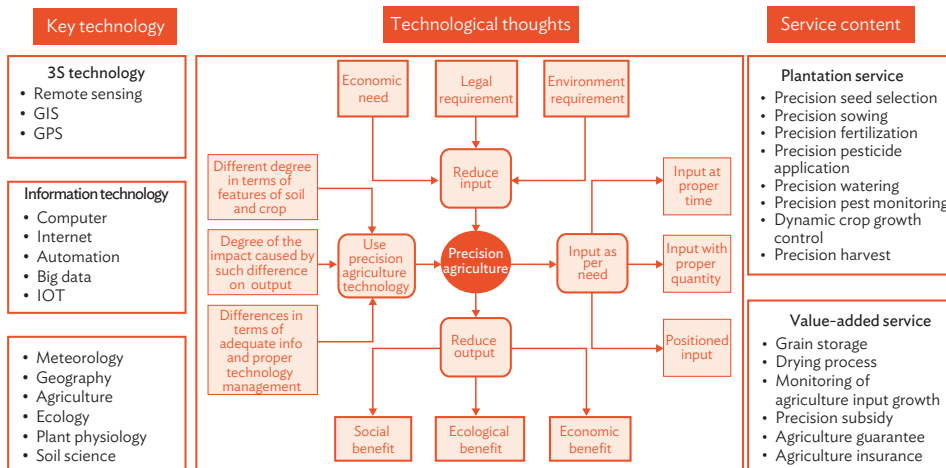 Key technology
Technological thoughts
Service content
3S technology
• Remote sensing
• GIS
• GPS
Information technology
• Computer
• Internet
• Automation
• Big data
• IOT
• Meteorology
• Geography
• Agriculture
• Ecology
• Plant physiology
• Soil science
Economic
need
Legal
requirement
Environment
requirement
Reduce
input
Different degree
in terms of
features of soil
and crop
Degree of the
impact caused by
such difference
on output
Differences in
terms of
adequate info
and proper
technology
management
Use
precision
agriculture
technology
Precision
agriculture
Input as
per need
Input at
proper
time
Input with
proper
quantity
Positioned
input
Reduce
output
Social
benefit
Ecological
benefit
Economic
benefit
Plantation service
• Precision seed selection
• Precision sowing
• Precision fertilization
• Precision pesticide
application
• Precision watering
• Precision pest monitoring
• Dynamic crop growth
control
• Precision harvest
Value-added service
• Grain storage
• Drying process
• Monitoring of
agriculture input growth
• Precision subsidy
• Agriculture guarantee
• Agriculture insurance